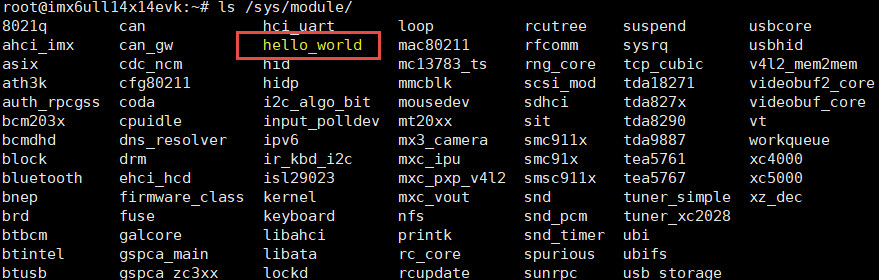 root@imx6ull14x14evk:~# ls /sys/module/
8021q can hci_uart loop rcutree suspend usbcore
ahci_imx can_gw hello_world mac80211 rfcomm sysrq usbhid
asix cdc_ncm hid mc13783_ts rng_core tcp_cubic v4l2_mem2mem
ath3k cfg80211 hidp mmcblk scsi_mod tda18271 videobuf2_core
auth_rpcgss coda i2c_algo_bit mousedev sdhci tda827x videobuf_core
bcm203x cpuidle input_polldev mt20xx sit tda8290 vt
bcmdhd dns_resolver ipv6 mx3_camera smc911x tda9887 workqueue
block drm ir_kbd_i2c mxc_ipu smc91x tea5761 xc4000
bluetooth ehci_hcd isl29023 mxc_pxp_v4l2 smsc911x tea5767 xc5000
bnep firmware_class kernel mxc_vout snd tuner_simple xz_dec
brd fuse keyboard nfs snd_pcm tuner_xc2028
btbcm galcore libahci printk snd_timer ubi
btintel gspca_main libata rc_core spurious ubifs
btusb gspca_zc3xx lockd rcupdate sunrpc usb_storage